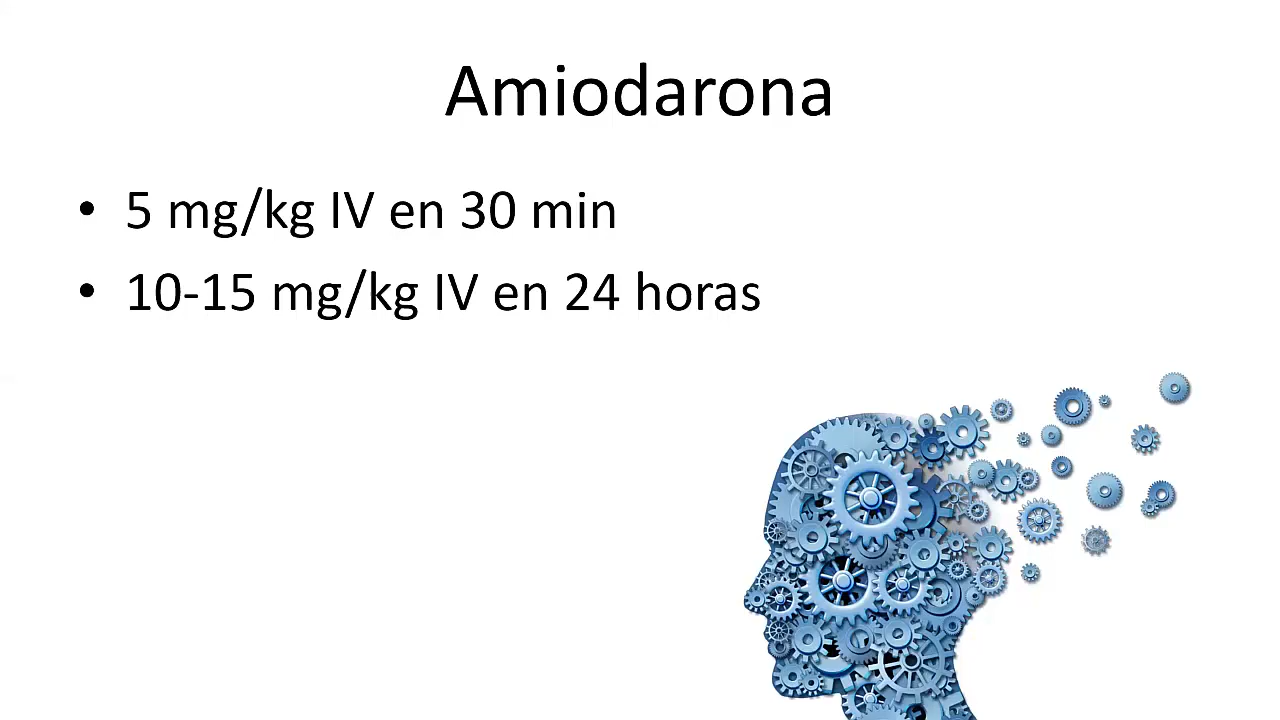 Amiodarona
• 5 mg/kg IV en 30 min
• 10-15 mg/kg IV en 24 horas